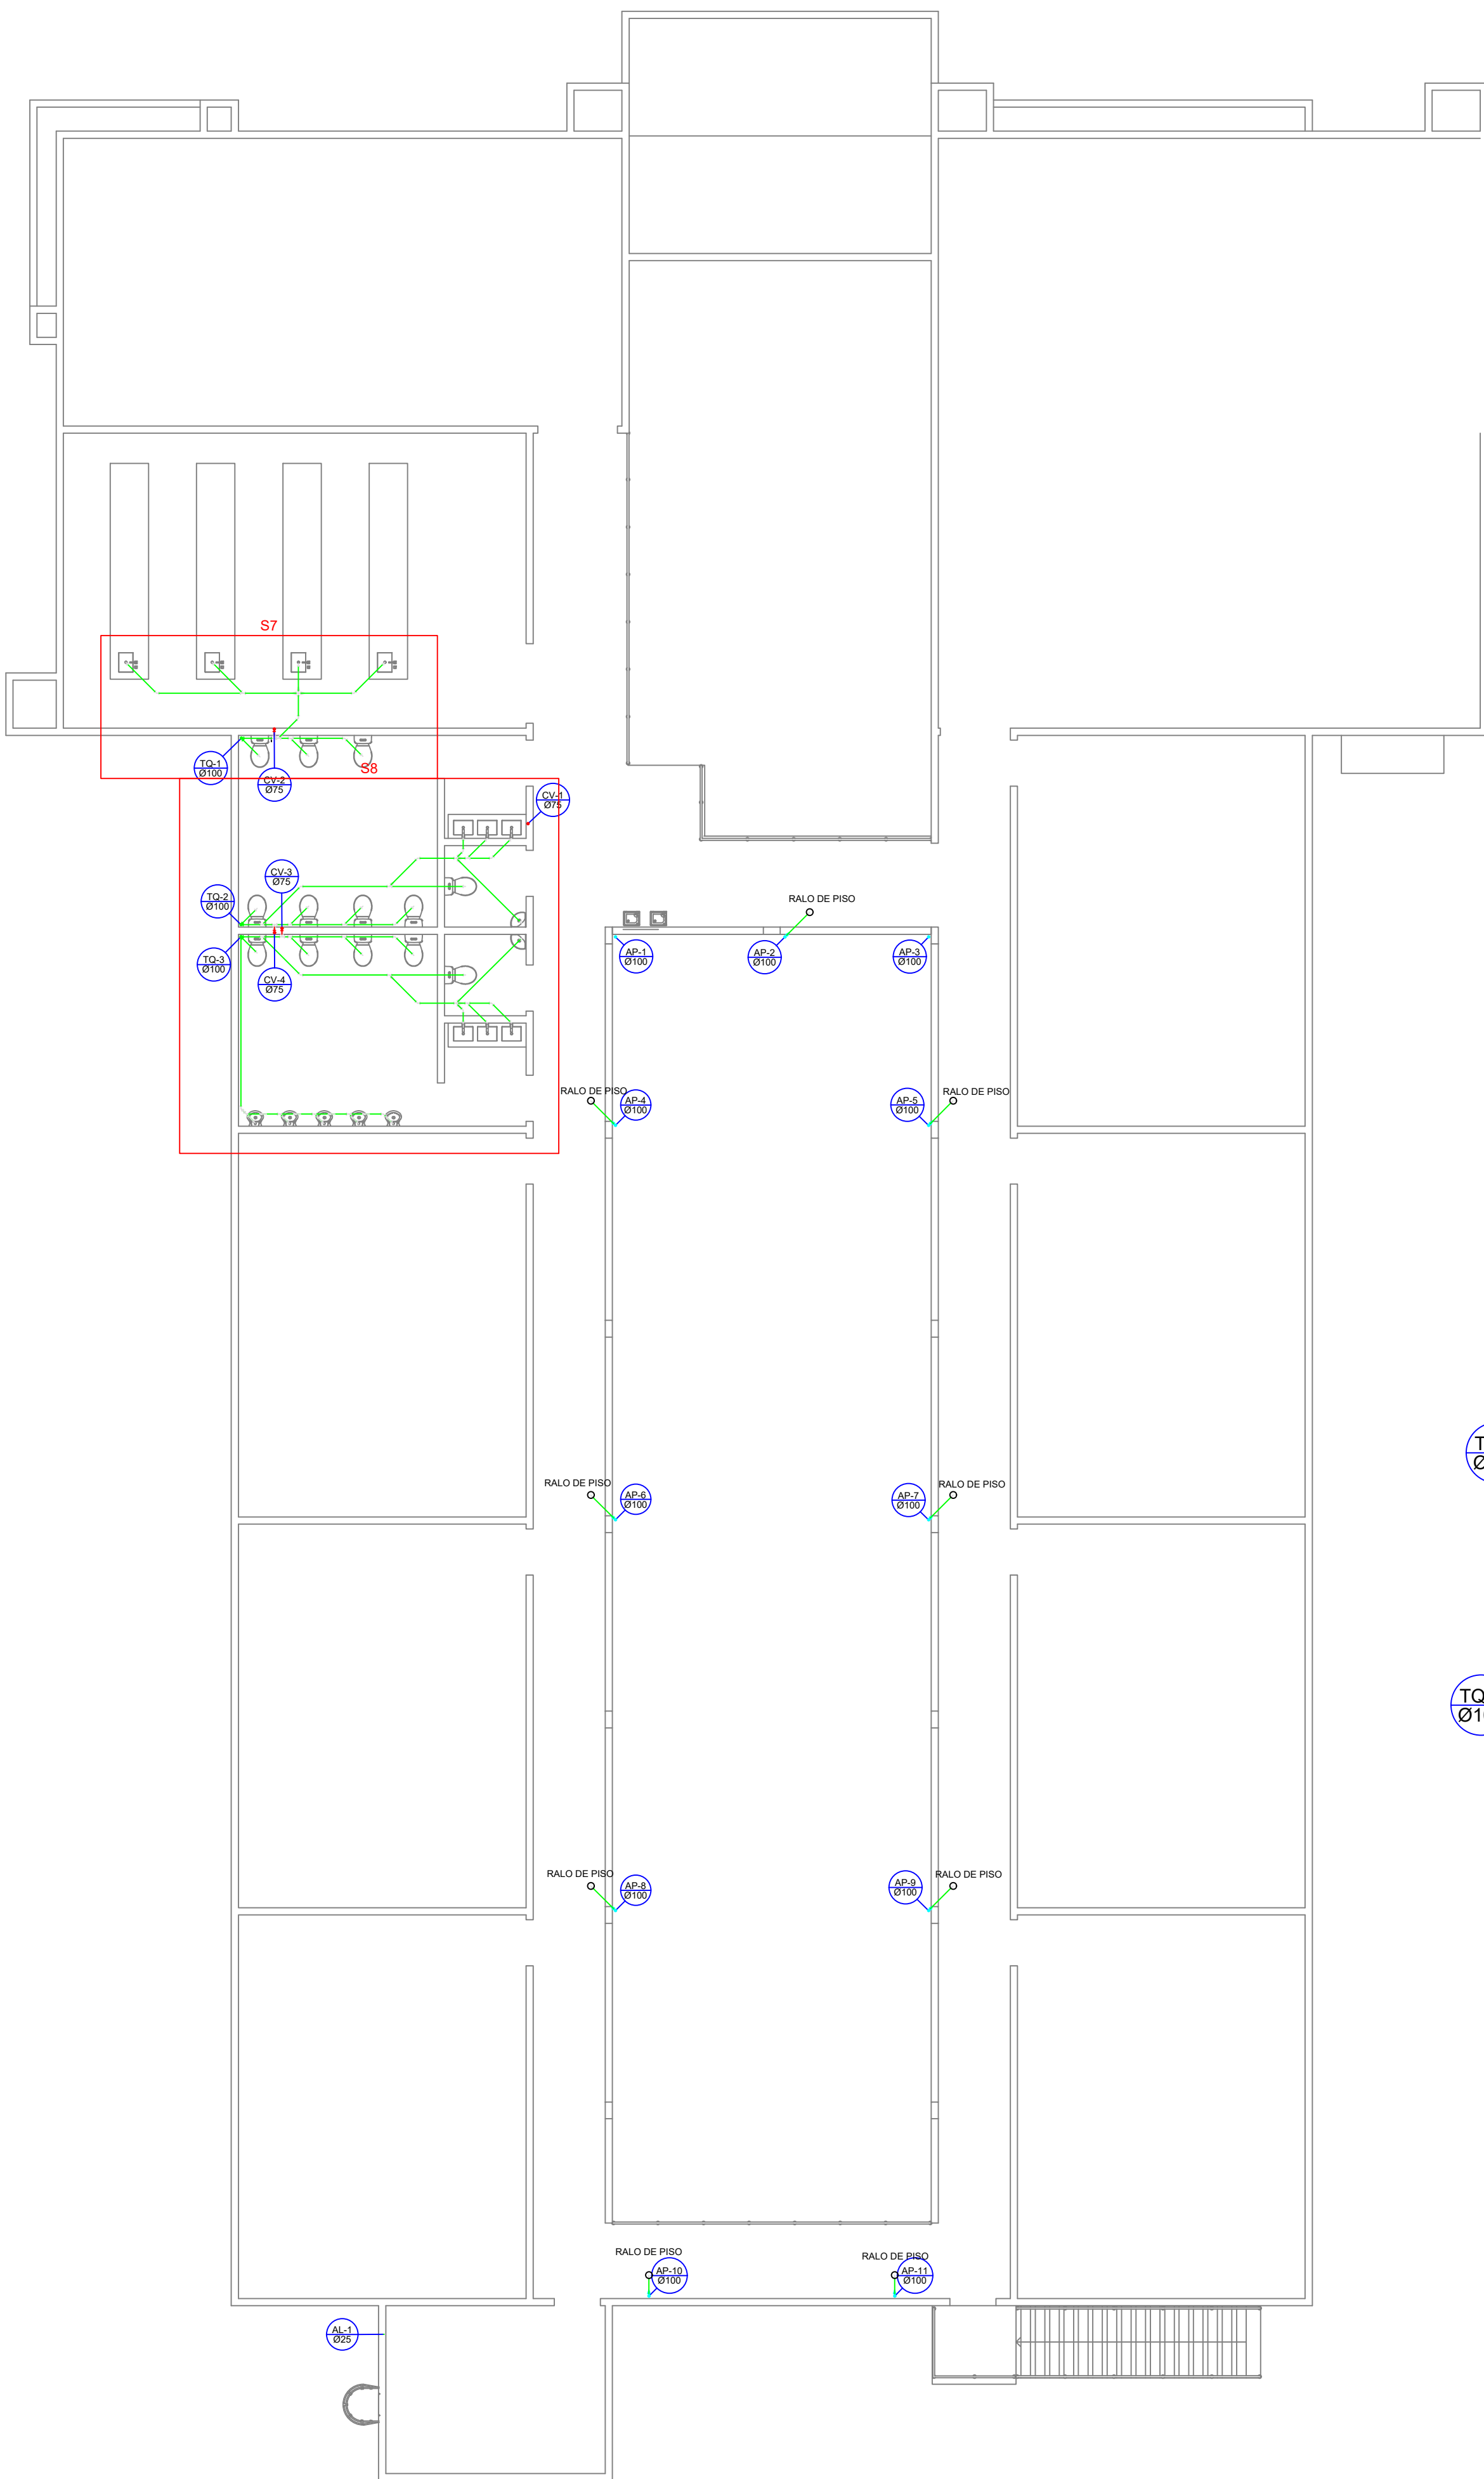 S7
TQ-1
Ø100
S8
CV-2
Ø75
CV-1
Ø75
CV-3
Ø75
TQ-2
Ø100
RALO DE PISO
TQ-3
Ø100
CV-4
Ø75
AP-1
Ø100
AP-2
Ø100
AP-3
Ø100
RALO DE PISO
AP-4
Ø100
AP-5
Ø100
RALO DE PISO
RALO DE PISO
AP-6
Ø100
AP-7
Ø100
RALO DE PISO
RALO DE PISO
AP-8
Ø100
AP-9
Ø100
RALO DE PISO
RALO DE PISO
AP-10
Ø100
RALO DE PISO
AP-11
Ø100
AL-1
Ø25